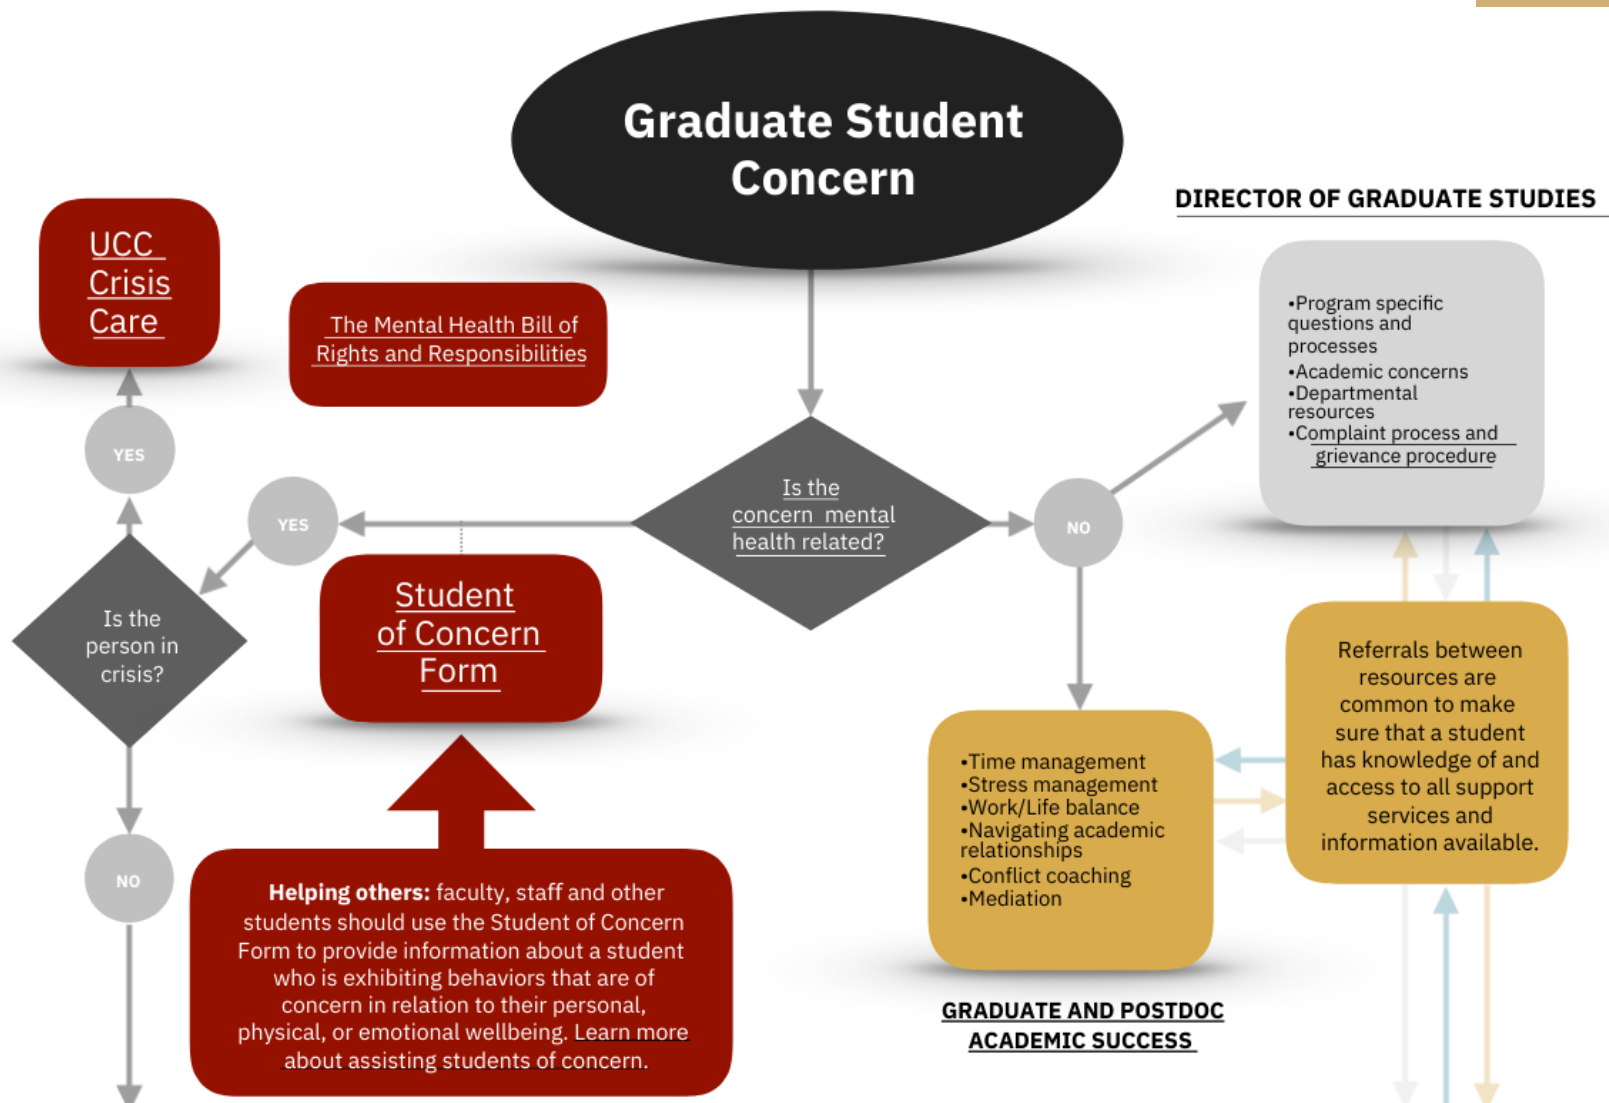 Graduate Student
Concern
DIRECTOR OF GRADUATE STUDIES
UCC
Crisis
Care
The Mental Health Bill of
Rights and Responsibilities
•Program specific
questions and
processes
•Academic concerns
•Departmental
resources
•Complaint process and
grievance procedure
YES
YES
Is the
concern mental
health related?
NO
Is the
person in
crisis?
Student
of Concern
Form
Referrals between
resources are
common to make
sure that a student
has knowledge of and
access to all support
services and
information available.
•Time management
•Stress management
•Work/Life balance
•Navigating academic
relationships
•Conflict coaching
•Mediation
NO
Helping others: faculty, staff and other
students should use the Student of Concern
Form to provide information about a student
who is exhibiting behaviors that are of
concern in relation to their personal,
physical, or emotional wellbeing. Learn more
about assisting students of concern.
GRADUATE AND POSTDOC
ACADEMIC SUCCESS